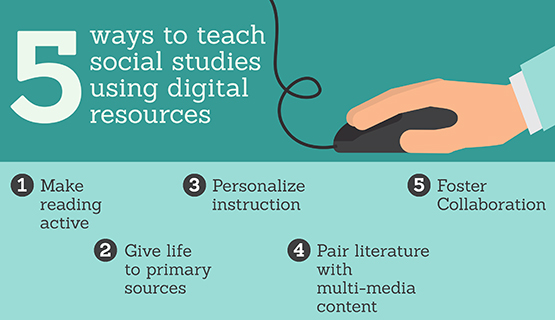 5 ways to teach
social studies
using digital
resources
1 Make
reading
active
2 Give life
to primary
sources
3 Personalize
instruction
4 Pair literature
with
multi-media
content
5 Foster
Collaboration